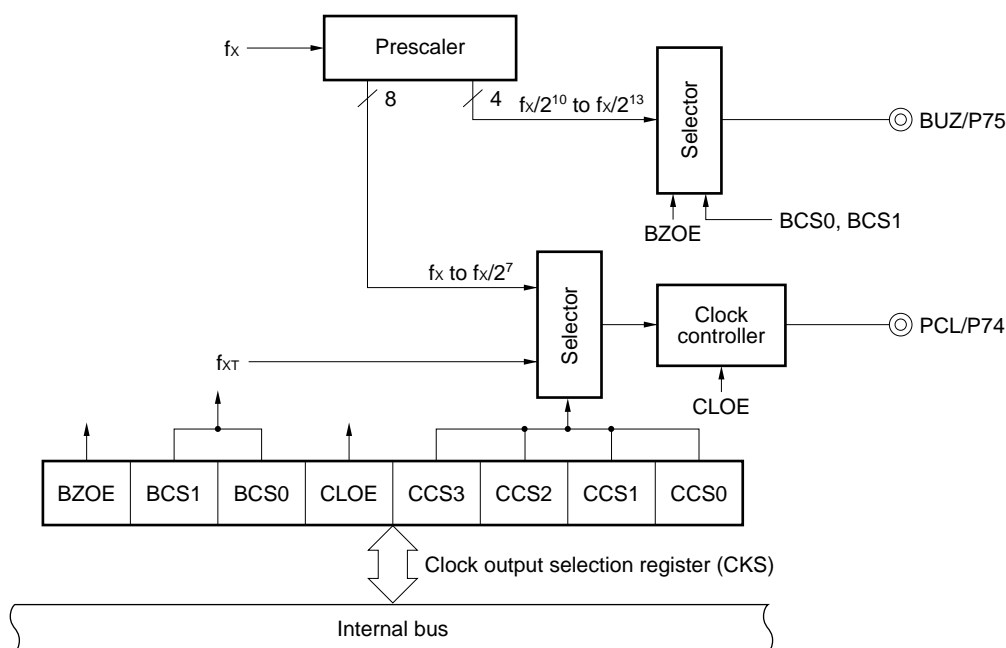 fX
Prescaler
8
4
fX/2¹⁰ to fX/2¹³
Selector
BUZ/P75
BZOE
BCS0, BCS1
fX to fX/2⁷
Selector
Clock
controller
PCL/P74
fXT
CLOE
BZOE BCS1 BCS0 CLOE CCS3 CCS2 CCS1 CCS0
Clock output selection register (CKS)
Internal bus